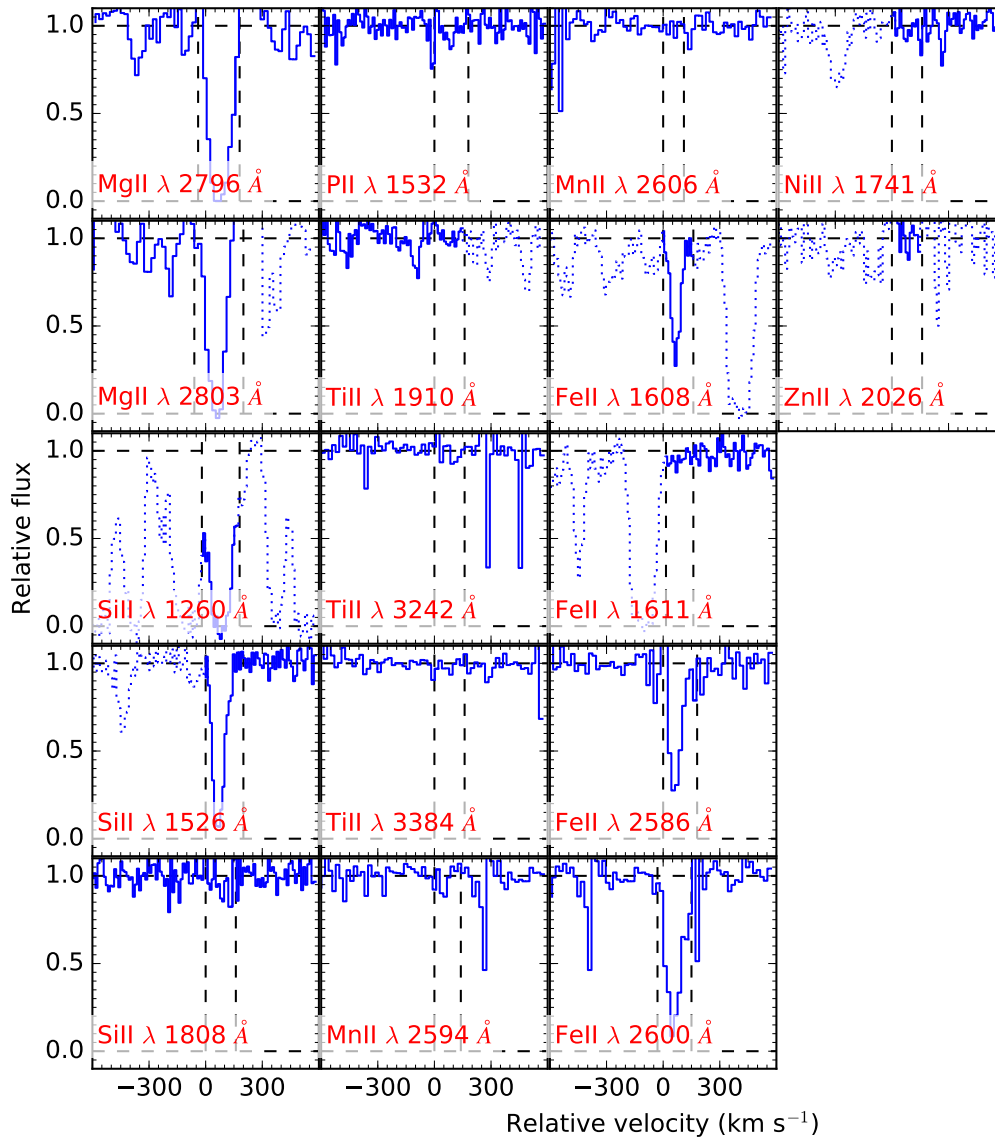 1.0
0.5
0.0
MgII λ 2796 Å
PII λ 1532 Å
MnII λ 2606 Å
NiII λ 1741 Å
1.0
0.5
0.0
MgII λ 2803 Å
TiII λ 1910 Å
FeII λ 1608 Å
ZnII λ 2026 Å
Relative flux
1.0
0.5
0.0
SiII λ 1260 Å
TiII λ 3242 Å
FeII λ 1611 Å
1.0
0.5
0.0
SiII λ 1526 Å
TiII λ 3384 Å
FeII λ 2586 Å
1.0
0.5
0.0
SiII λ 1808 Å
MnII λ 2594 Å
FeII λ 2600 Å
−300 0 300
−300 0 300
−300 0 300
Relative velocity (km s⁻¹)